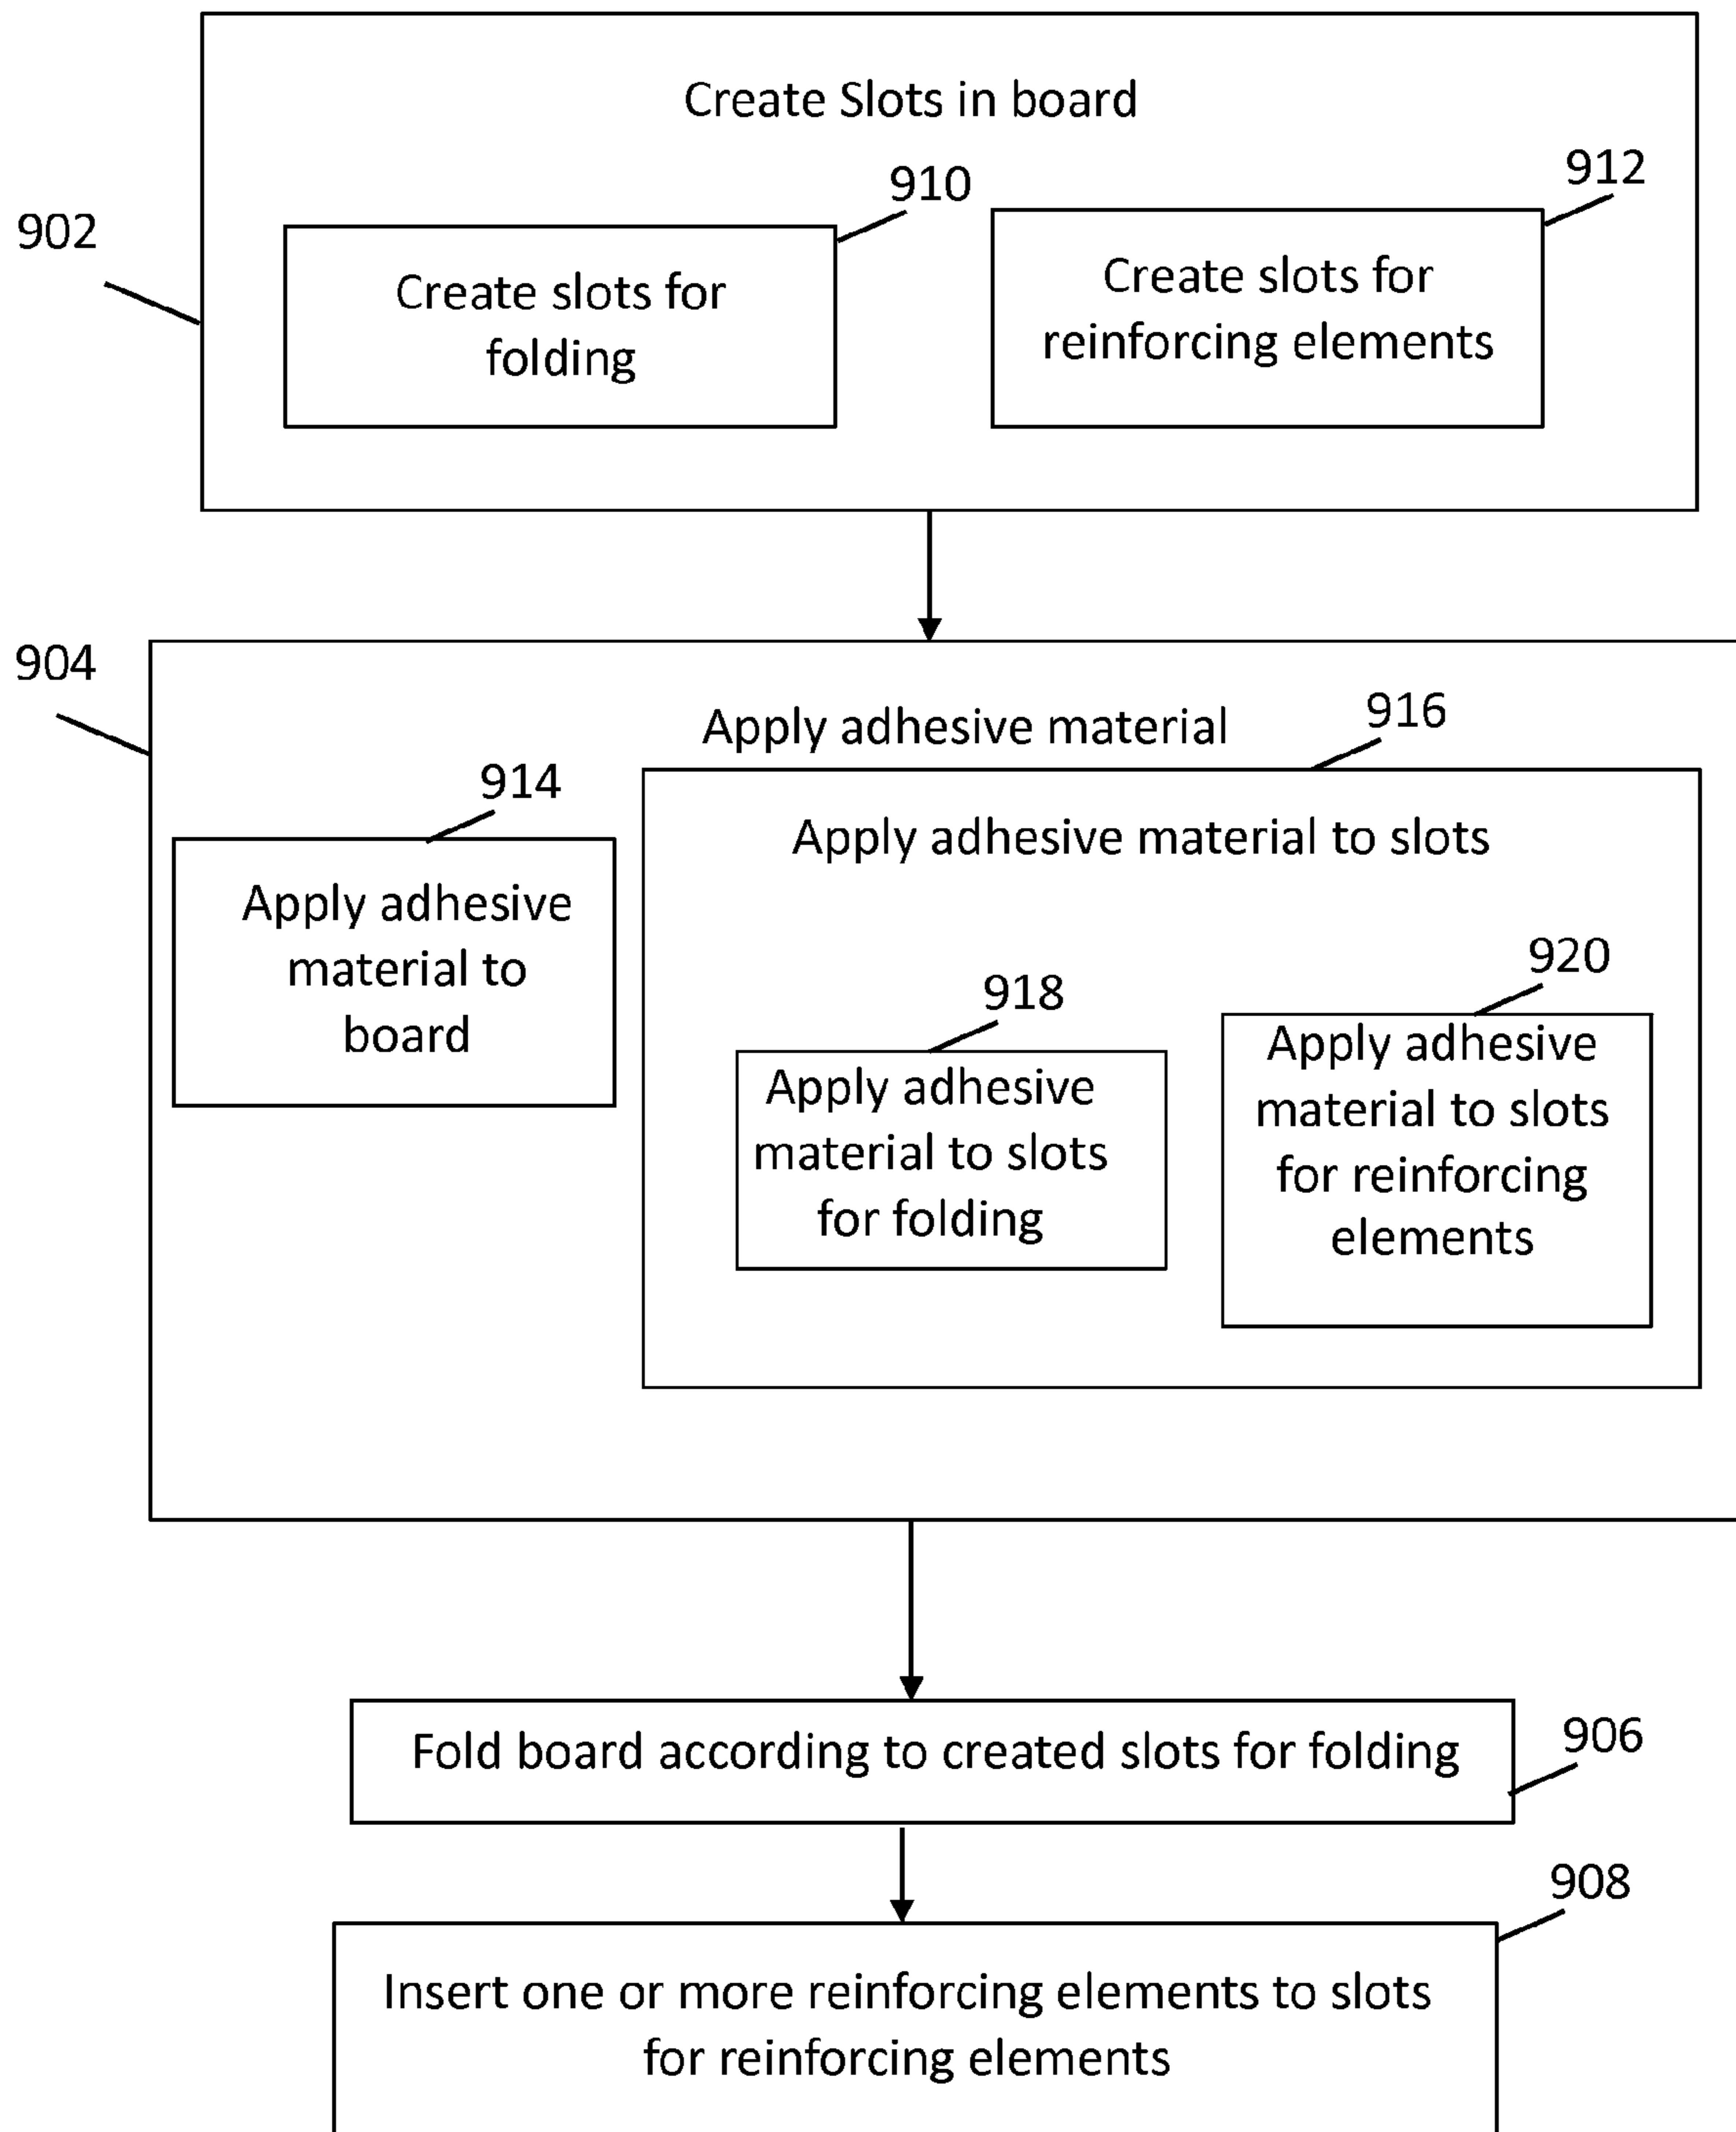 Create Slots in board
902
910
912
Create slots for
folding
Create slots for
reinforcing elements
904
Apply adhesive material
916
914
Apply adhesive
material to
board
Apply adhesive material to slots
918
920
Apply adhesive
material to slots
for folding
Apply adhesive
material to slots
for reinforcing
elements
Fold board according to created slots for folding
906
908
Insert one or more reinforcing elements to slots
for reinforcing elements